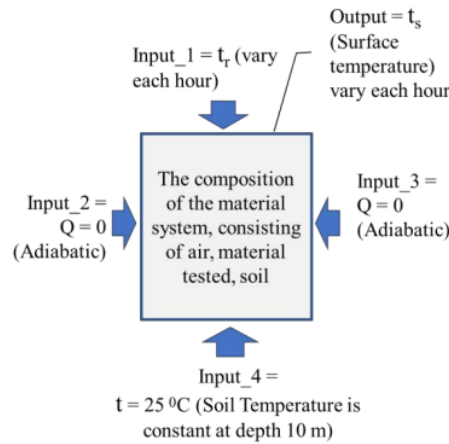 Output = tₛ
(Surface
temperature)
vary each hour
Input_1 = tᵣ (vary
each hour)
Input_2 =
Q = 0
(Adiabatic)
The composition
of the material
system, consisting
of air, material
tested, soil
Input_3 =
Q = 0
(Adiabatic)
Input_4 =
t = 25 ⁰C (Soil Temperature is
constant at depth 10 m)